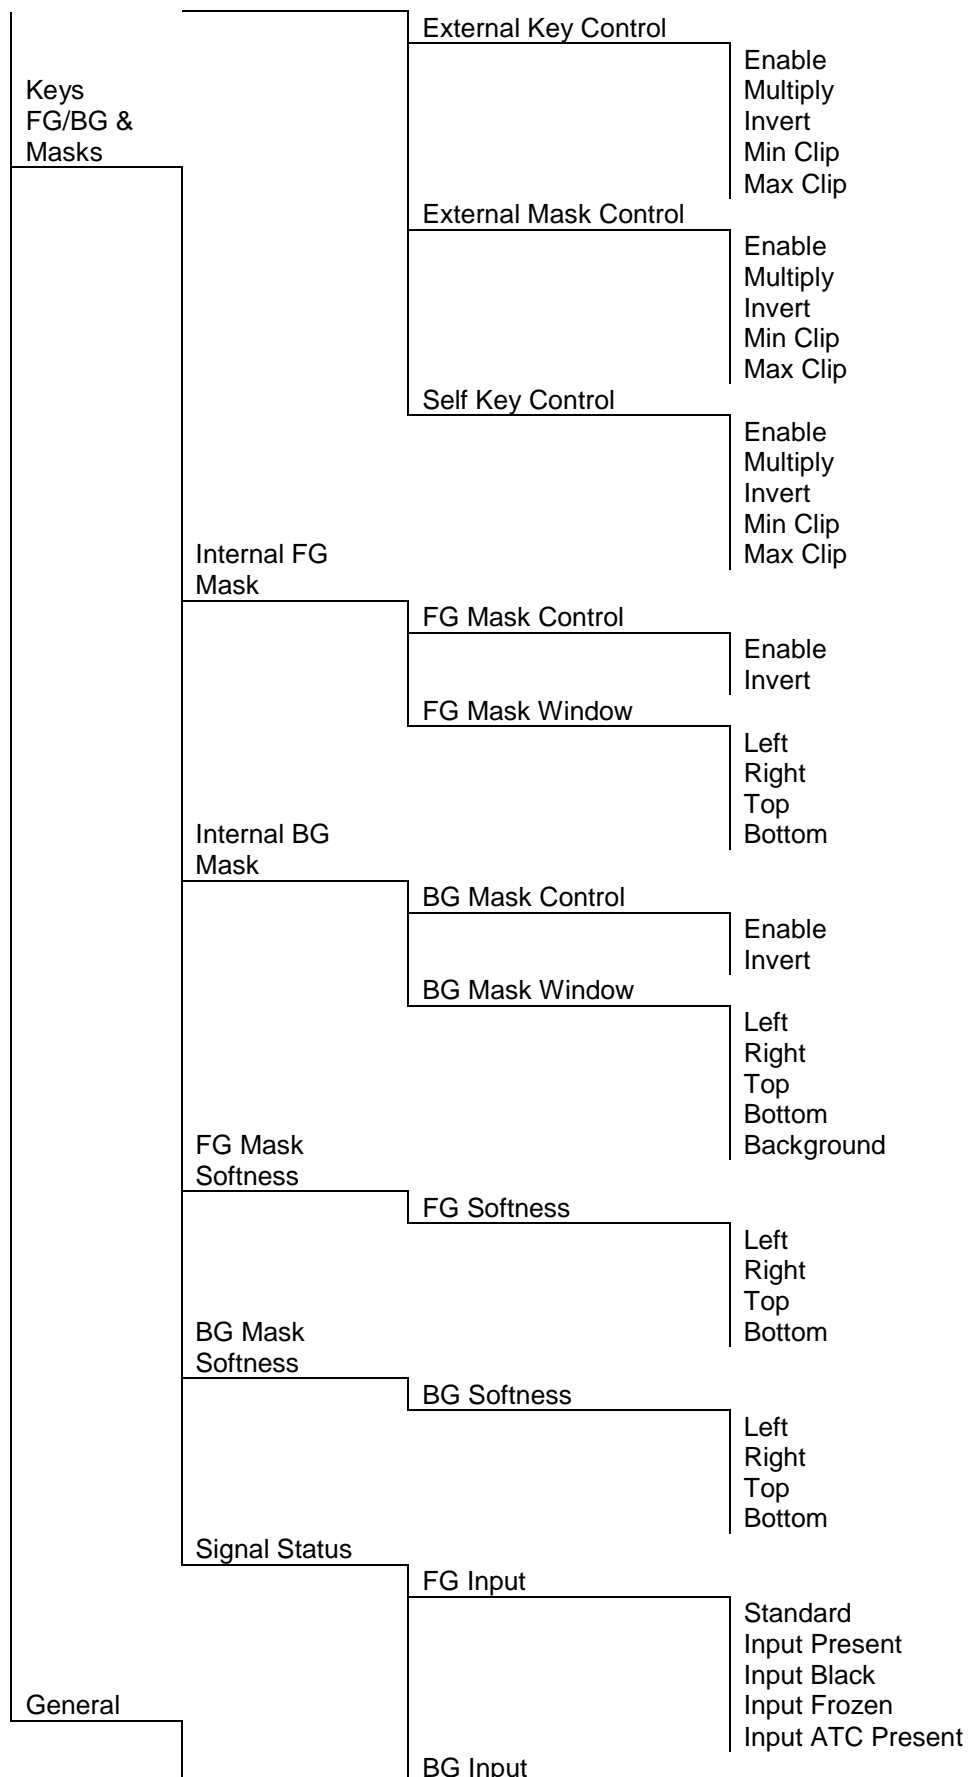 External Key Control
Enable
Keys
Multiply
FG/BG &
Invert
Masks
Min Clip
Max Clip
External Mask Control
Enable
Multiply
Invert
Min Clip
Max Clip
Self Key Control
Enable
Multiply
Invert
Min Clip
Internal FG
Max Clip
Mask
FG Mask Control
Enable
Invert
FG Mask Window
Left
Right
Top
Internal BG
Bottom
Mask
BG Mask Control
Enable
Invert
BG Mask Window
Left
Right
Top
Bottom
FG Mask
Background
Softness
FG Softness
Left
Right
Top
BG Mask
Bottom
Softness
BG Softness
Left
Right
Top
Bottom
Signal Status
FG Input
Standard
Input Present
Input Black
General
Input Frozen
Input ATC Present
BG Input